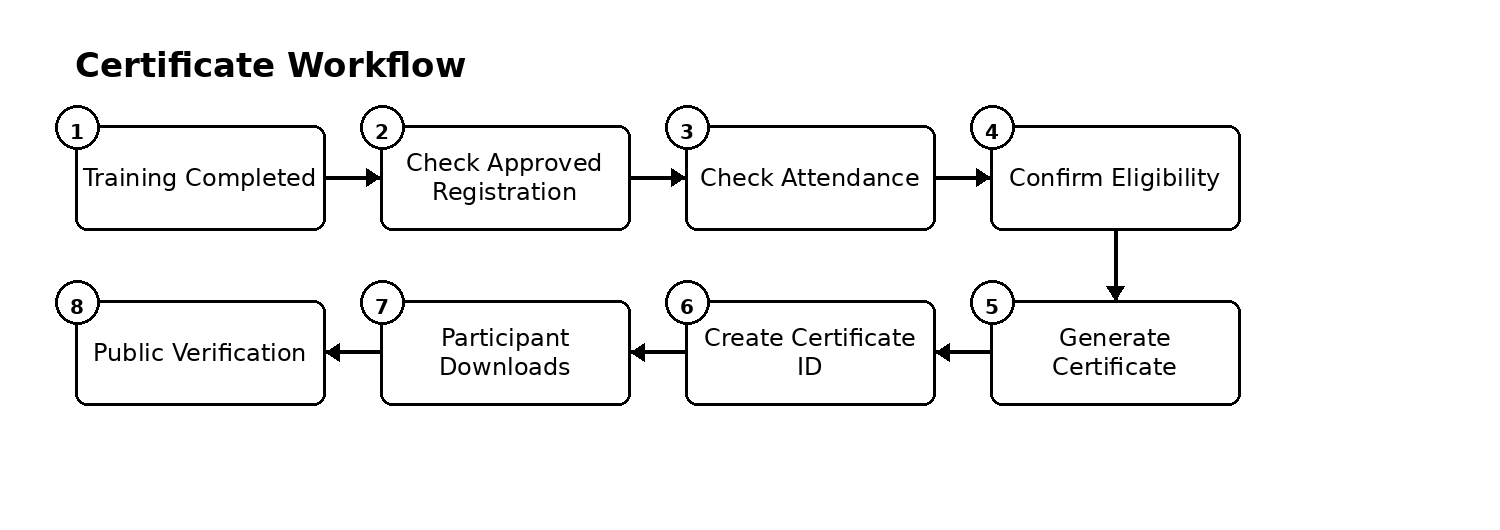 Certificate Workflow
1
Training Completed
2
Check Approved
Registration
3
Check Attendance
4
Confirm Eligibility
5
Generate
Certificate
6
Create Certificate
ID
7
Participant
Downloads
8
Public Verification